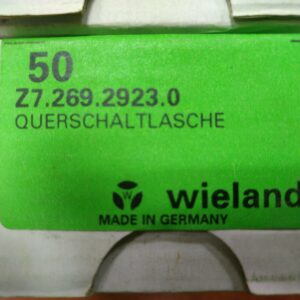 50
Z7.269.2923.0
QUERSCHALTLASCHE
wieland
MADE IN GERMANY